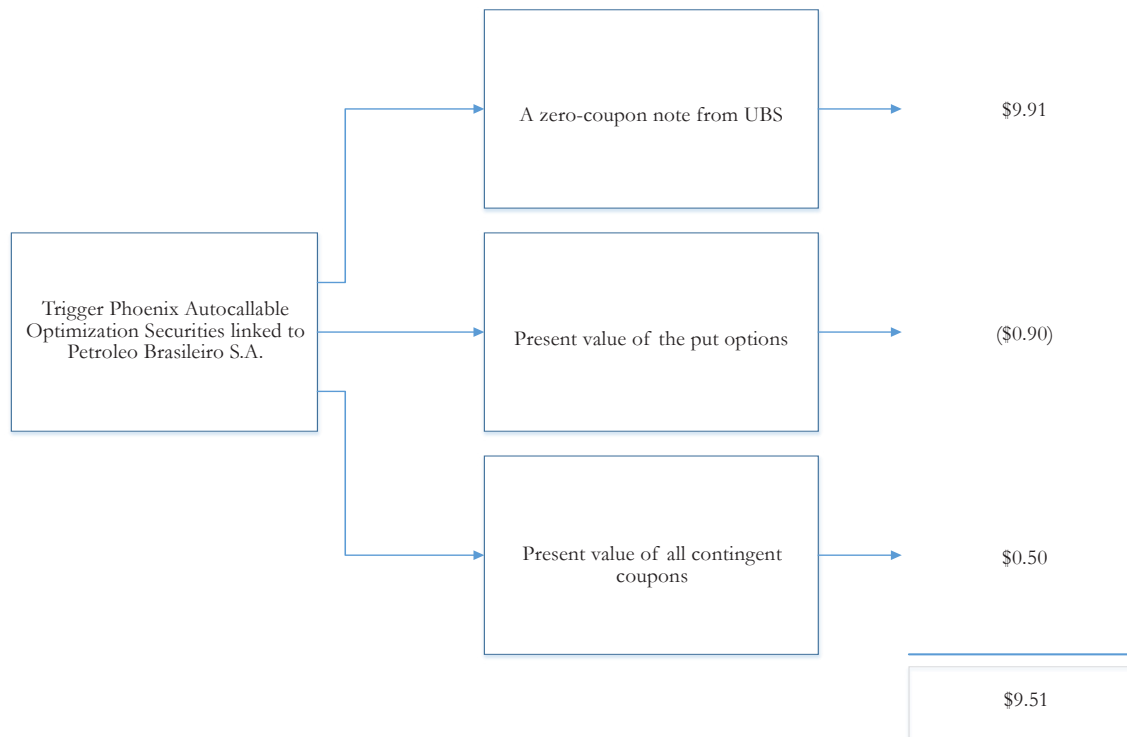 A zero-coupon note from UBS
$9.91
Trigger Phoenix Autocallable
Optimization Securities linked to
Petroleo Brasileiro S.A.
Present value of the put options
($0.90)
Present value of all contingent
coupons
$0.50
$9.51